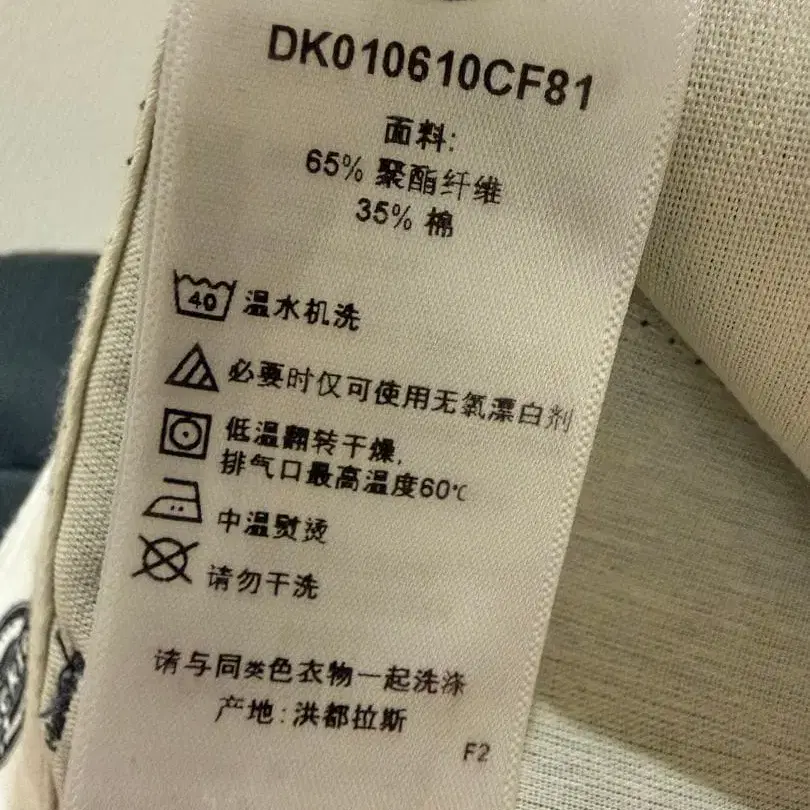 DK010610CF81
面料:
65% 聚酯纤维
35% 棉
40 温水机洗
必要时仅可使用无氧漂白剂
低温翻转干燥,
排气口最高温度60℃
中温熨烫
请勿干洗
请与同类色衣物一起洗涤
产地:洪都拉斯
F2